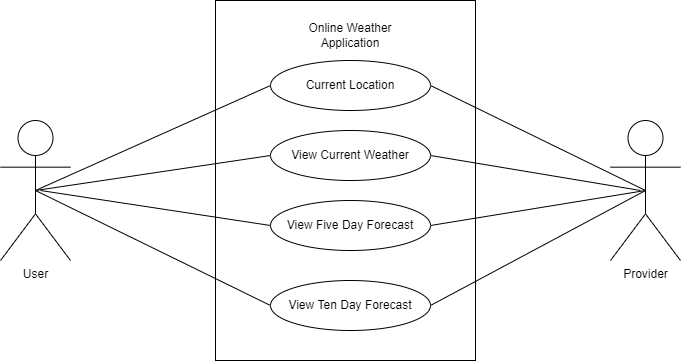 Online Weather
Application
Current Location
View Current Weather
View Five Day Forecast
User
Provider
View Ten Day Forecast